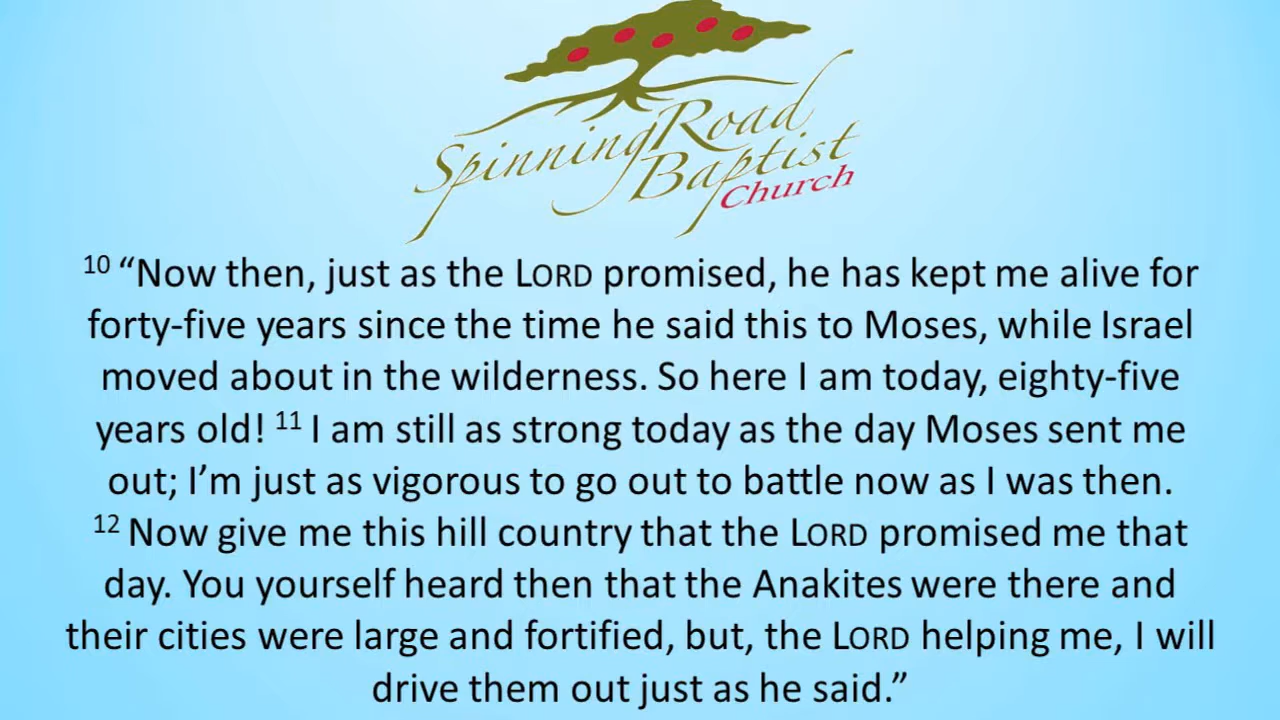 Spinning Road
Baptist
Church
10 “Now then, just as the LORD promised, he has kept me alive for
forty-five years since the time he said this to Moses, while Israel
moved about in the wilderness. So here I am today, eighty-five
years old! 11 I am still as strong today as the day Moses sent me
out; I’m just as vigorous to go out to battle now as I was then.
12 Now give me this hill country that the LORD promised me that
day. You yourself heard then that the Anakites were there and
their cities were large and fortified, but, the LORD helping me, I will
drive them out just as he said.”